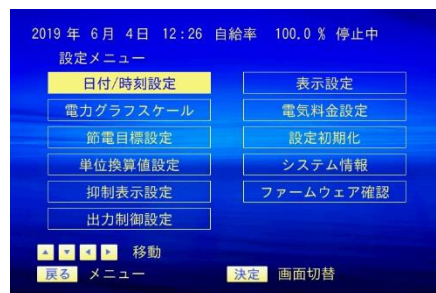 2019 年 6月 4日 12:26 自給率 100.0 % 停止中
設定メニュー
日付/時刻設定 表示設定
電力グラフスケール 電気料金設定
節電目標設定 設定初期化
単位換算値設定 システム情報
抑制表示設定 ファームウェア確認
出力制御設定
▲ ▼ ◀ ▶ 移動
戻る メニュー 決定 画面切替